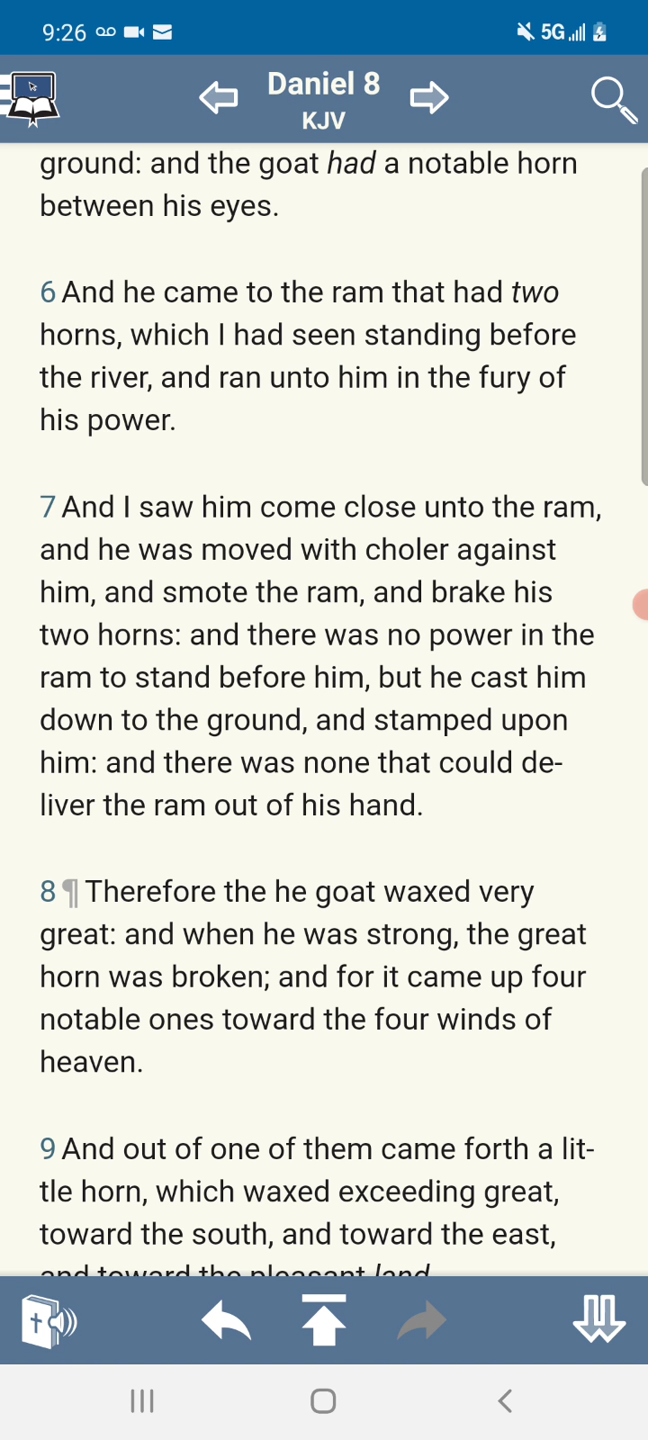 9:26
5G
Daniel 8
KJV
ground: and the goat had a notable horn
between his eyes.
6 And he came to the ram that had two
horns, which I had seen standing before
the river, and ran unto him in the fury of
his power.
7 And I saw him come close unto the ram,
and he was moved with choler against
him, and smote the ram, and brake his
two horns: and there was no power in the
ram to stand before him, but he cast him
down to the ground, and stamped upon
him: and there was none that could de-
liver the ram out of his hand.
8 ¶ Therefore the he goat waxed very
great: and when he was strong, the great
horn was broken; and for it came up four
notable ones toward the four winds of
heaven.
9 And out of one of them came forth a lit-
tle horn, which waxed exceeding great,
toward the south, and toward the east,
and toward the pleasant land